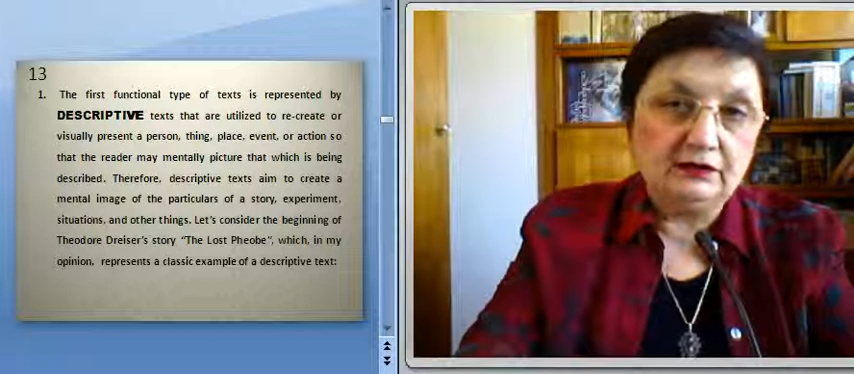 13
1. The first functional type of texts is represented by
DESCRIPTIVE texts that are utilized to re-create or
visually present a person, thing, place, event, or action so
that the reader may mentally picture that which is being
described. Therefore, descriptive texts aim to create a
mental image of the particulars of a story, experiment,
situations, and other things. Let's consider the beginning of
Theodore Dreiser's story "The Lost Pheobe", which, in my
opinion, represents a classic example of a descriptive text: